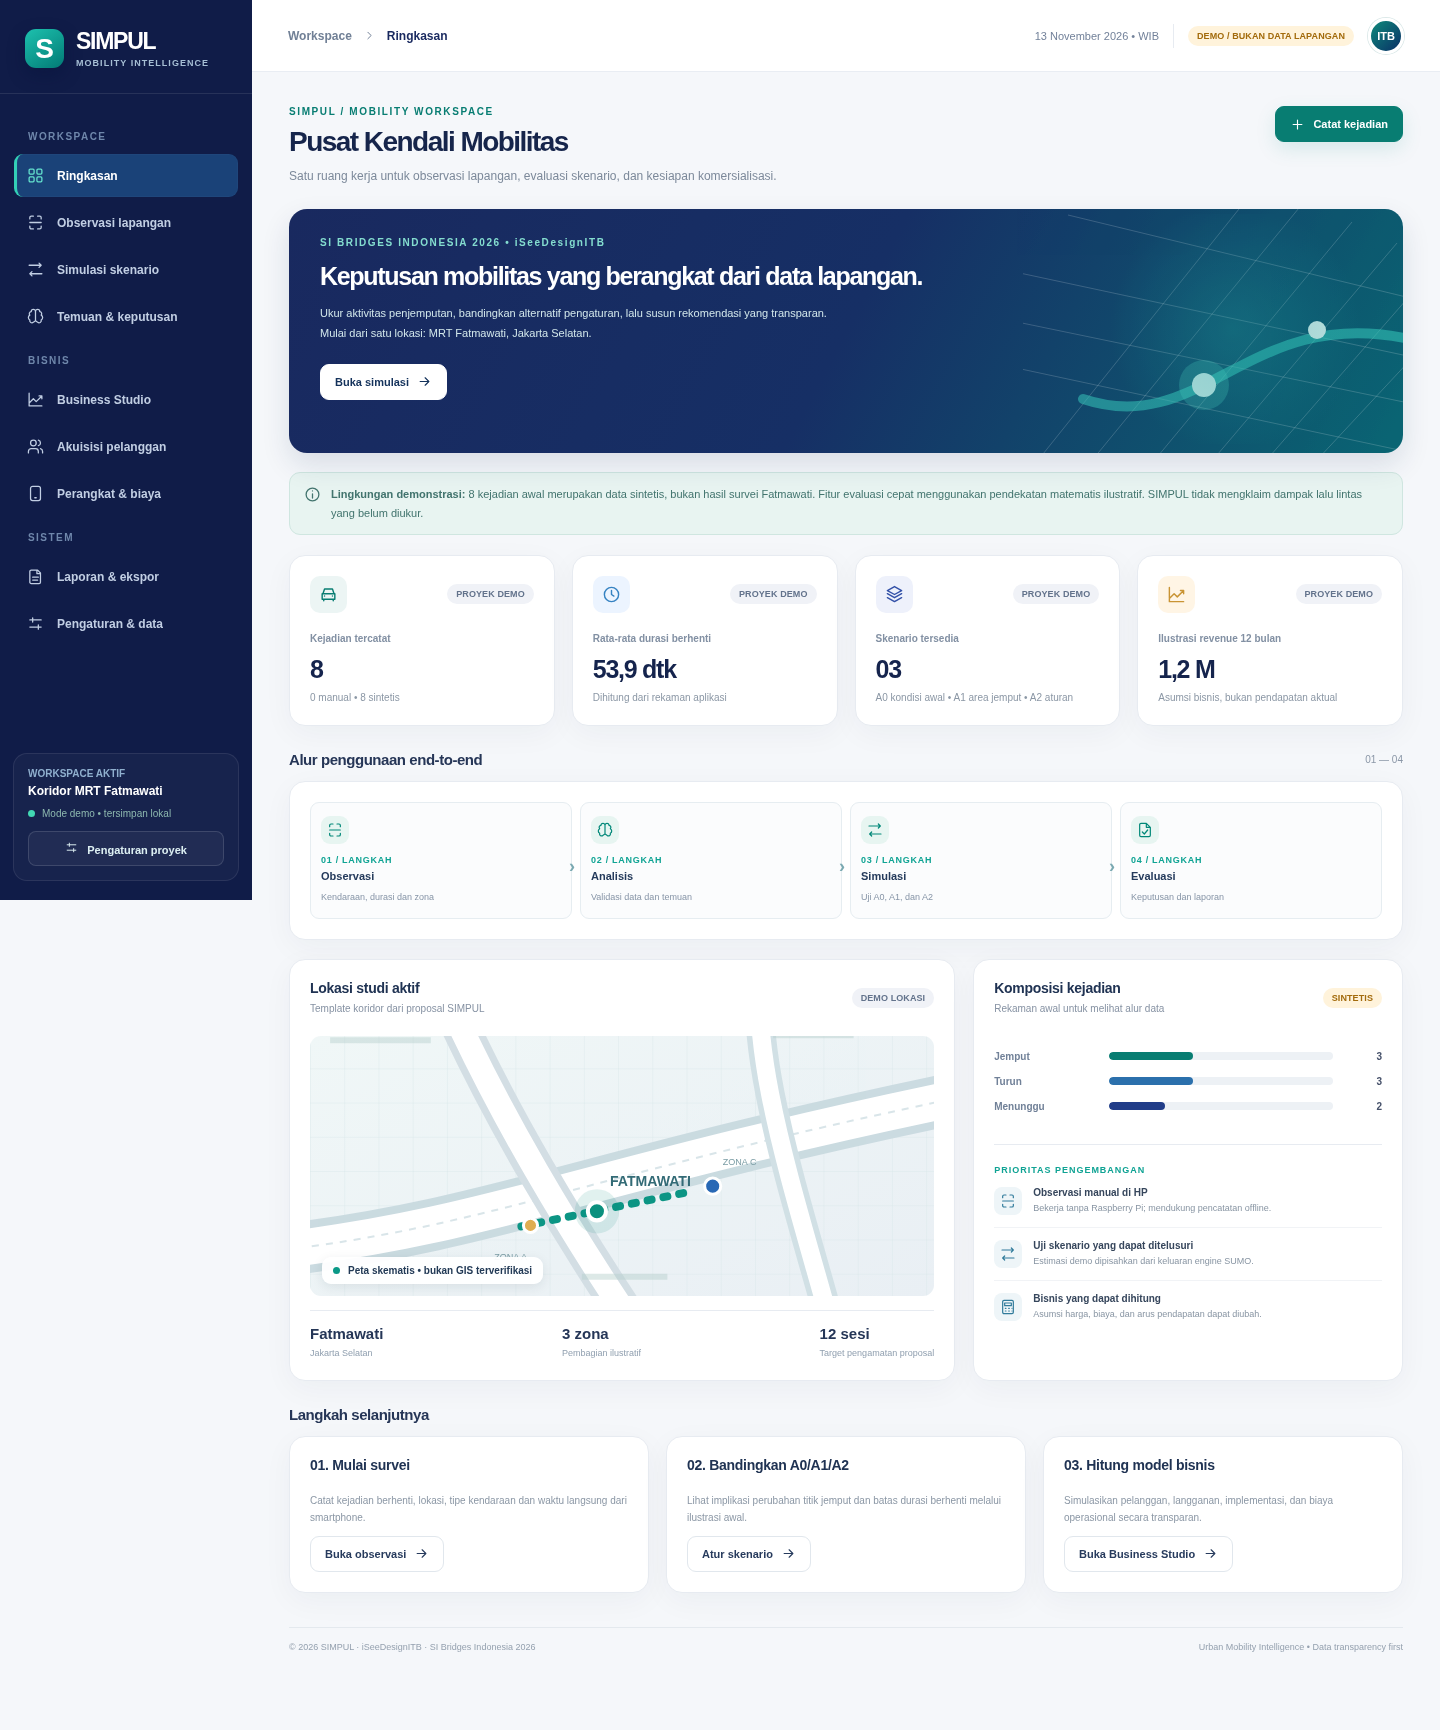 S
SIMPUL
MOBILITY INTELLIGENCE
WORKSPACE
Ringkasan
Observasi lapangan
Simulasi skenario
Temuan & keputusan
BISNIS
Business Studio
Akuisisi pelanggan
Perangkat & biaya
SISTEM
Laporan & ekspor
Pengaturan & data
WORKSPACE AKTIF
Koridor MRT Fatmawati
Mode demo • tersimpan lokal
Pengaturan proyek
Workspace
Ringkasan
13 November 2026 • WIB
DEMO / BUKAN DATA LAPANGAN
ITB
SIMPUL / MOBILITY WORKSPACE
Pusat Kendali Mobilitas
Satu ruang kerja untuk observasi lapangan, evaluasi skenario, dan kesiapan komersialisasi.
Catat kejadian
SI BRIDGES INDONESIA 2026 • iSeeDesignITB
Keputusan mobilitas yang berangkat dari data lapangan.
Ukur aktivitas penjemputan, bandingkan alternatif pengaturan, lalu susun rekomendasi yang transparan.
Mulai dari satu lokasi: MRT Fatmawati, Jakarta Selatan.
Buka simulasi
Lingkungan demonstrasi: 8 kejadian awal merupakan data sintetis, bukan hasil survei Fatmawati. Fitur evaluasi cepat menggunakan pendekatan matematis ilustratif. SIMPUL tidak mengklaim dampak lalu lintas
yang belum diukur.
PROYEK DEMO
Kejadian tercatat
8
0 manual • 8 sintetis
PROYEK DEMO
Rata-rata durasi berhenti
53,9 dtk
Dihitung dari rekaman aplikasi
PROYEK DEMO
Skenario tersedia
03
A0 kondisi awal • A1 area jemput • A2 aturan
PROYEK DEMO
Ilustrasi revenue 12 bulan
1,2 M
Asumsi bisnis, bukan pendapatan aktual
Alur penggunaan end-to-end
01 — 04
01 / LANGKAH
Observasi
Kendaraan, durasi dan zona
02 / LANGKAH
Analisis
Validasi data dan temuan
03 / LANGKAH
Simulasi
Uji A0, A1, dan A2
04 / LANGKAH
Evaluasi
Keputusan dan laporan
Lokasi studi aktif
Template koridor dari proposal SIMPUL
DEMO LOKASI
ZONA C
FATMAWATI
ZONA A
Peta skematis • bukan GIS terverifikasi
Fatmawati
Jakarta Selatan
3 zona
Pembagian ilustratif
12 sesi
Target pengamatan proposal
Komposisi kejadian
Rekaman awal untuk melihat alur data
SINTETIS
Jemput 3
Turun 3
Menunggu 2
PRIORITAS PENGEMBANGAN
Observasi manual di HP
Bekerja tanpa Raspberry Pi; mendukung pencatatan offline.
Uji skenario yang dapat ditelusuri
Estimasi demo dipisahkan dari keluaran engine SUMO.
Bisnis yang dapat dihitung
Asumsi harga, biaya, dan arus pendapatan dapat diubah.
Langkah selanjutnya
01. Mulai survei
Catat kejadian berhenti, lokasi, tipe kendaraan dan waktu langsung dari
smartphone.
Buka observasi
02. Bandingkan A0/A1/A2
Lihat implikasi perubahan titik jemput dan batas durasi berhenti melalui
ilustrasi awal.
Atur skenario
03. Hitung model bisnis
Simulasikan pelanggan, langganan, implementasi, dan biaya
operasional secara transparan.
Buka Business Studio
© 2026 SIMPUL · iSeeDesignITB · SI Bridges Indonesia 2026
Urban Mobility Intelligence • Data transparency first